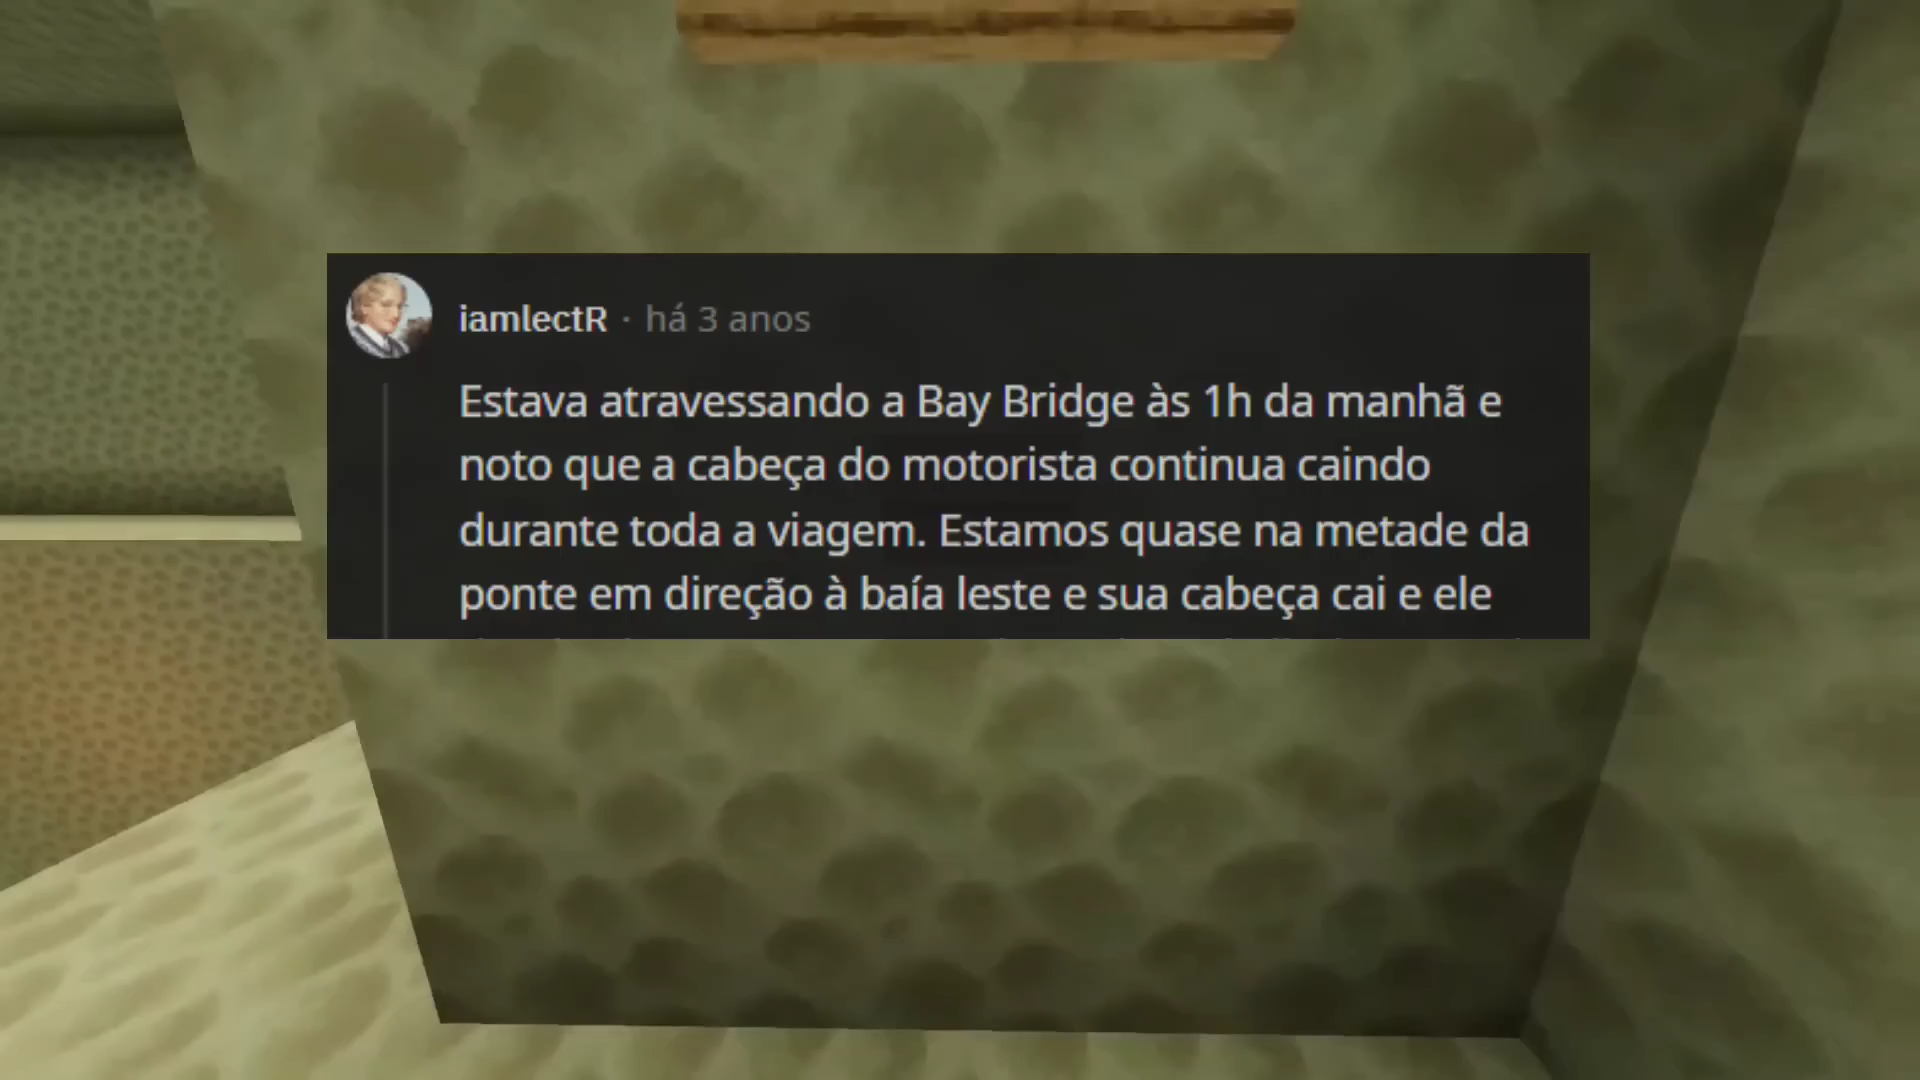 iamlectR · há 3 anos
Estava atravessando a Bay Bridge às 1h da manhã e
noto que a cabeça do motorista continua caindo
durante toda a viagem. Estamos quase na metade da
ponte em direção à baía leste e sua cabeça cai e ele